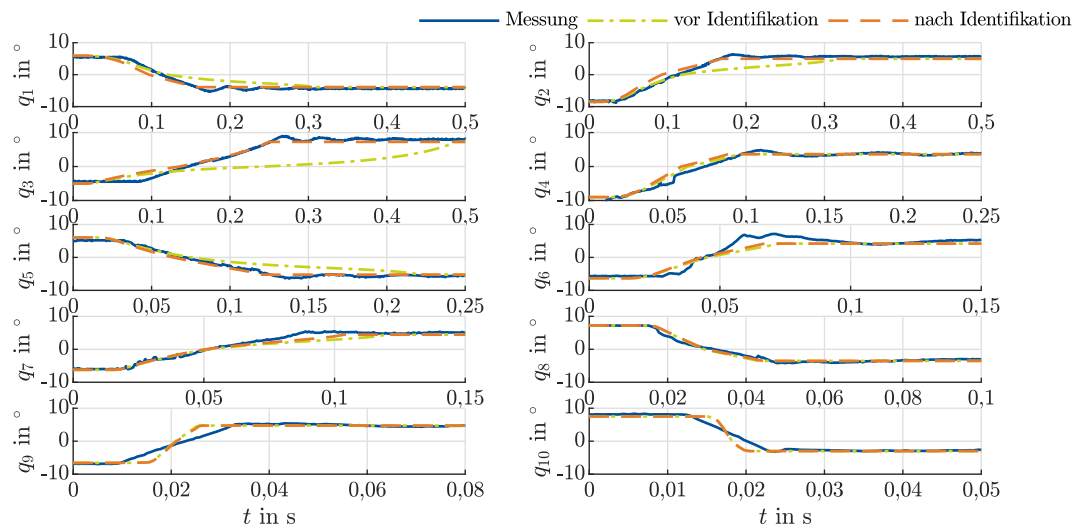 Messung vor Identifikation nach Identifikation
q1 in °
10
0
-10
0 0,1 0,2 0,3 0,4 0,5
q2 in °
10
0
-10
0 0,1 0,2 0,3 0,4 0,5
q3 in °
10
0
-10
0 0,1 0,2 0,3 0,4 0,5
q4 in °
10
0
-10
0 0,05 0,1 0,15 0,2 0,25
q5 in °
10
0
-10
0 0,05 0,1 0,15 0,2 0,25
q6 in °
10
0
-10
0 0,05 0,1 0,15
q7 in °
10
0
-10
0 0,05 0,1 0,15
q8 in °
10
0
-10
0 0,02 0,04 0,06 0,08 0,1
q9 in °
10
0
-10
0 0,02 0,04 0,06 0,08
t in s
q10 in °
10
0
-10
0 0,01 0,02 0,03 0,04 0,05
t in s